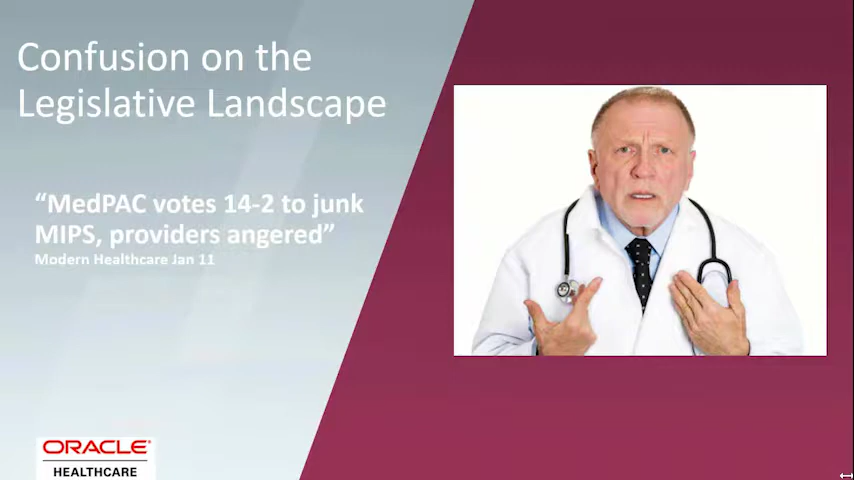 Confusion on the
Legislative Landscape
“MedPAC votes 14-2 to junk
MIPS, providers angered”
Modern Healthcare Jan 11
ORACLE®
HEALTHCARE